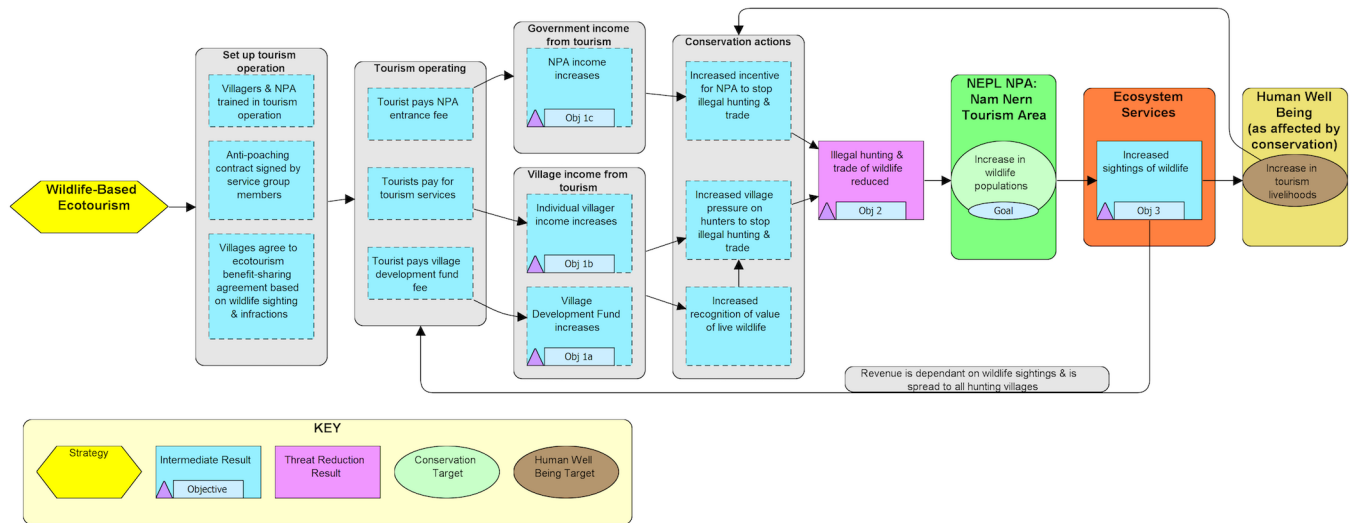 Wildlife-Based
Ecotourism
Set up tourism
operation
Villagers & NPA
trained in tourism
operation
Anti-poaching
contract signed by
service group
members
Villages agree to
ecotourism
benefit-sharing
agreement based
on wildlife sighting
& infractions
Tourism operating
Tourist pays NPA
entrance fee
Tourists pay for
tourism services
Tourist pays village
development fund
fee
Government income
from tourism
NPA income
increases
Obj 1c
Village income from
tourism
Individual villager
income increases
Obj 1b
Village
Development Fund
increases
Obj 1a
Conservation actions
Increased incentive
for NPA to stop
illegal hunting &
trade
Increased village
pressure on
hunters to stop
illegal hunting &
trade
Increased
recognition of value
of live wildlife
Illegal hunting &
trade of wildlife
reduced
Obj 2
NEPL NPA:
Nam Nern
Tourism Area
Increase in
wildlife
populations
Goal
Ecosystem
Services
Increased
sightings of wildlife
Obj 3
Human Well
Being
(as affected by
conservation)
Increase in
tourism
livelihoods
Revenue is dependant on wildlife sightings & is
spread to all hunting villages
KEY
Strategy
Intermediate Result
Objective
Threat Reduction
Result
Conservation
Target
Human Well
Being Target